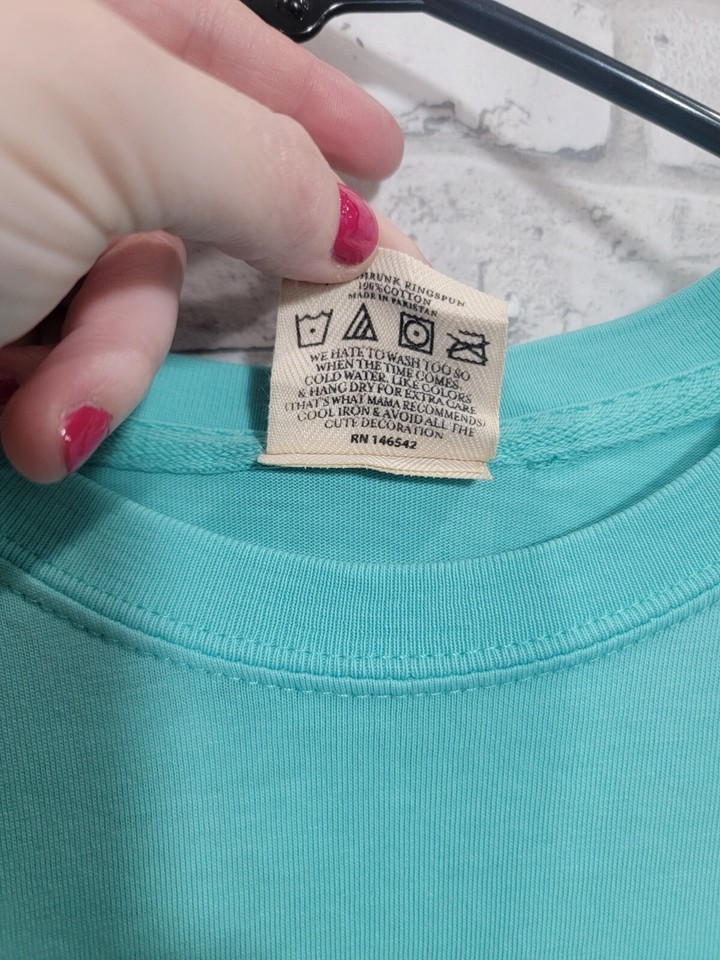 RINGSPUN
100% COTTON
MADE IN PAKISTAN
WE HATE TO WASH TOO SO
WHEN THE TIME COMES,
COLD WATER, LIKE COLORS
& HANG DRY FOR EXTRA CARE
(THAT'S WHAT MAMA RECOMMENDS)
COOL IRON & AVOID ALL THE
CUTE DECORATION
RN 146542